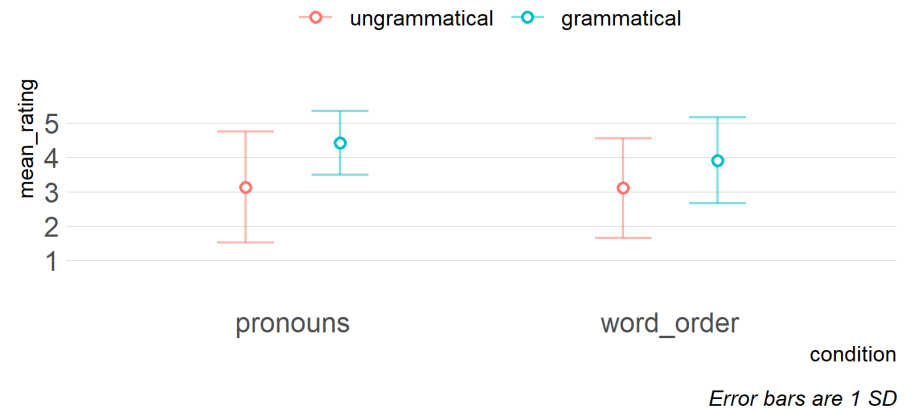 ungrammatical grammatical
mean_rating
5
4
3
2
1
pronouns word_order
condition
Error bars are 1 SD